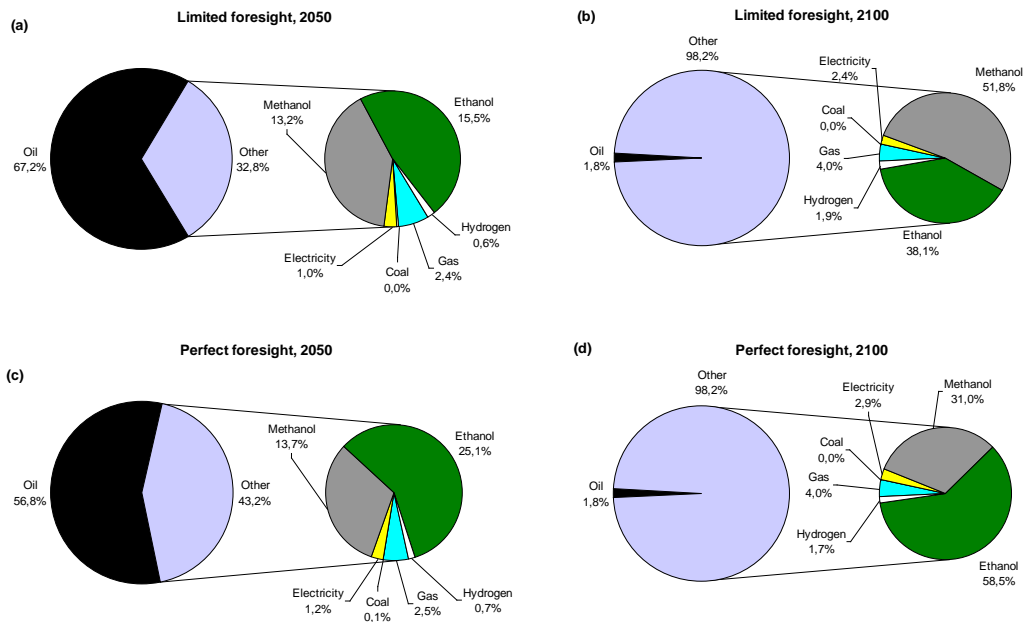 (a)
Limited foresight, 2050
Oil
67,2%
Other
32,8%
Methanol
13,2%
Ethanol
15,5%
Hydrogen
0,6%
Gas
2,4%
Coal
0,0%
Electricity
1,0%
(b)
Limited foresight, 2100
Other
98,2%
Oil
1,8%
Electricity
2,4%
Methanol
51,8%
Coal
0,0%
Gas
4,0%
Hydrogen
1,9%
Ethanol
38,1%
(c)
Perfect foresight, 2050
Oil
56,8%
Other
43,2%
Methanol
13,7%
Ethanol
25,1%
Hydrogen
0,7%
Gas
2,5%
Coal
0,1%
Electricity
1,2%
(d)
Perfect foresight, 2100
Other
98,2%
Oil
1,8%
Electricity
2,9%
Methanol
31,0%
Coal
0,0%
Gas
4,0%
Hydrogen
1,7%
Ethanol
58,5%